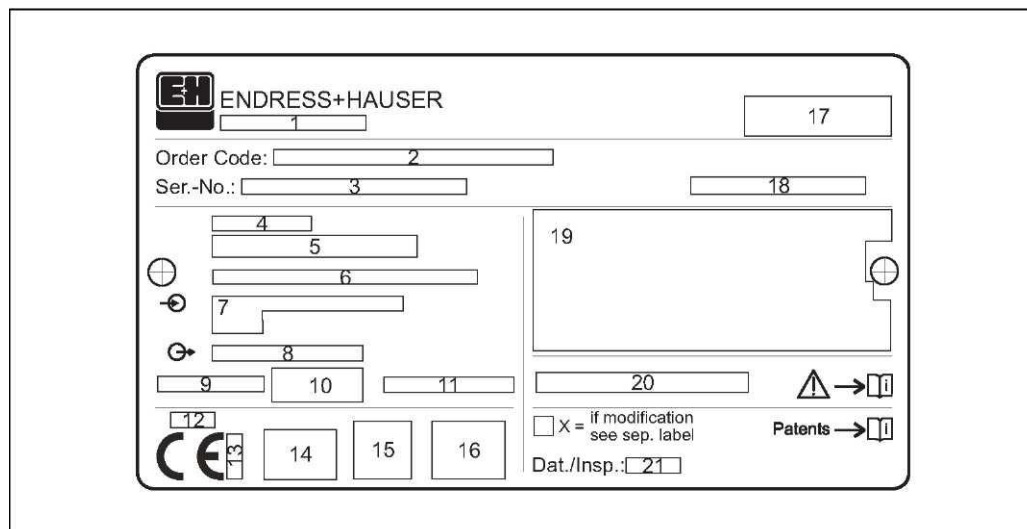 E+H ENDRESS+HAUSER
1
17
Order Code: 2
Ser.-No.: 3
18
4
5
6
7
8
9
10
11
19
20
i
12
CE
13
14
15
16
X = if modification
see sep. label
Patents i
Dat./Insp.: 21